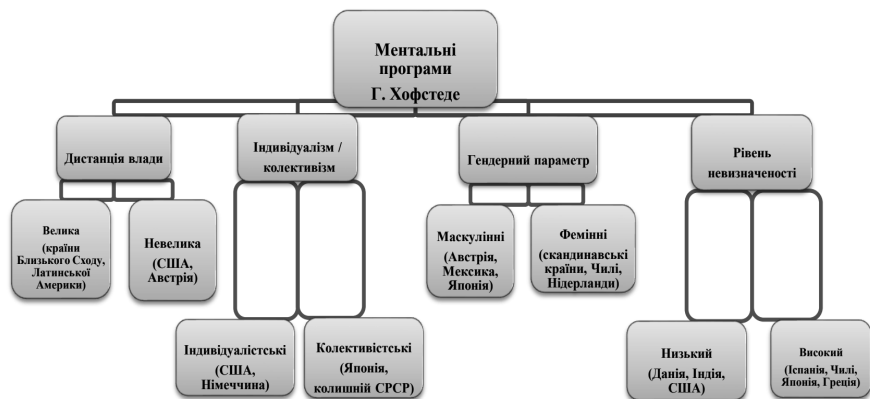 Ментальні
програми
Г. Хофстеде
Дистанція влади
Індивідуалізм /
колективізм
Гендерний параметр
Рівень
невизначеності
Велика
(країни
Близького Сходу,
Латинської
Америки)
Невелика
(США,
Австрія)
Маскулінні
(Австрія,
Мексика,
Японія)
Фемінні
(скандинавські
країни, Чилі,
Нідерланди)
Індивідуалістські
(США,
Німеччина)
Колективістські
(Японія,
колишній СРСР)
Низький
(Данія, Індія,
США)
Високий
(Іспанія, Чилі,
Японія, Греція)